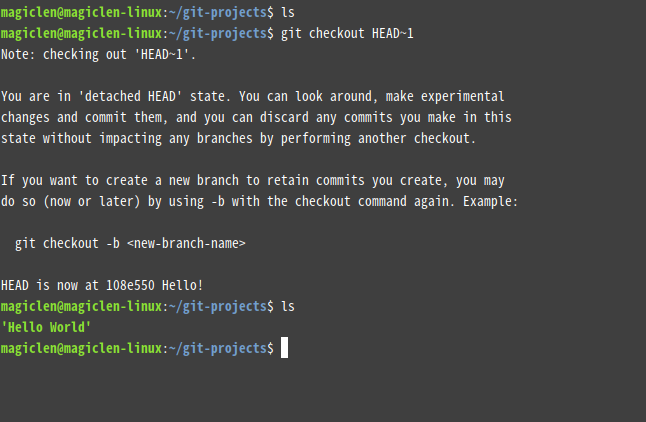 magiclen@magiclen-linux:~/git-projects$ ls
magiclen@magiclen-linux:~/git-projects$ git checkout HEAD~1
Note: checking out 'HEAD~1'.
You are in 'detached HEAD' state. You can look around, make experimental
changes and commit them, and you can discard any commits you make in this
state without impacting any branches by performing another checkout.
If you want to create a new branch to retain commits you create, you may
do so (now or later) by using -b with the checkout command again. Example:
  git checkout -b <new-branch-name>
HEAD is now at 108e550 Hello!
magiclen@magiclen-linux:~/git-projects$ ls
'Hello World'
magiclen@magiclen-linux:~/git-projects$